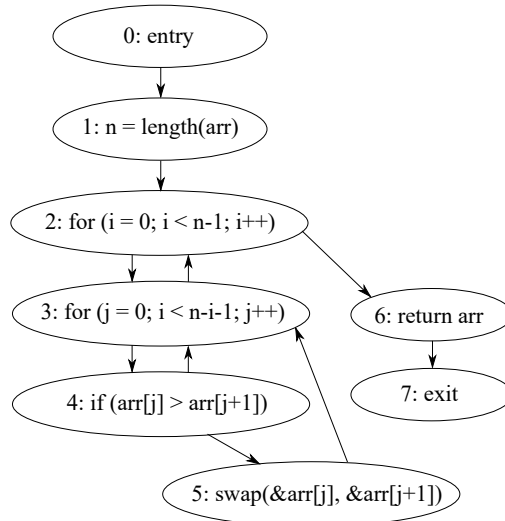 0: entry
1: n = length(arr)
2: for (i = 0; i < n-1; i++)
3: for (j = 0; i < n-i-1; j++)
6: return arr
4: if (arr[j] > arr[j+1])
7: exit
5: swap(&arr[j], &arr[j+1])